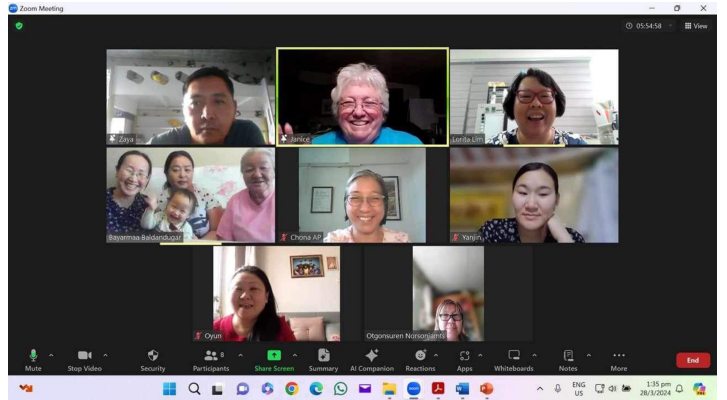 Zoom Meeting
05:54:58
View
Zaya
Janice
Lorita Lim
Bayarmaa Baldandugar
Chona AP
Yanjin
Oyun
Otgonsuren Norsonjamts
8
Mute
Stop Video
Security
Participants
Share Screen
Summary
AI Companion
Reactions
Apps
Whiteboards
Notes
More
End
ENG
US
1:35 pm
28/3/2024